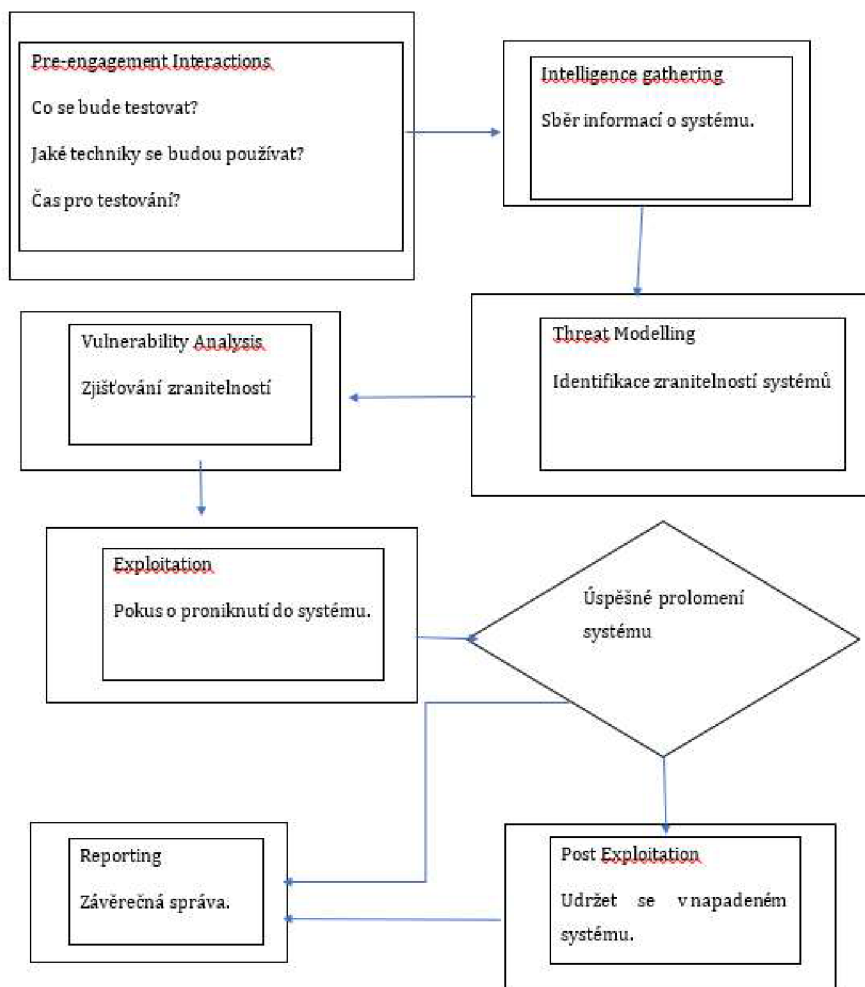 Pre-engagement Interactions
Co se bude testovat?
Jaké techniky se budou používat?
Čas pro testování?
Intelligence gathering
Sběr informací o systému.
Threat Modelling
Identifikace zranitelností systémů
Vulnerability Analysis
Zjišťování zranitelností
Exploitation
Pokus o proniknutí do systému.
Úspěšné prolomení
systému
Post Exploitation
Udržet se v napadeném
systému.
Reporting
Závěrečná správa.